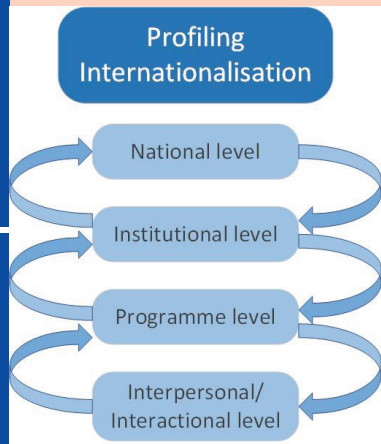 Profiling
Internationalisation
National level
Institutional level
Programme level
Interpersonal/
Interactional level